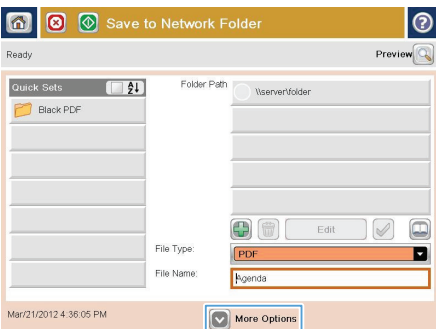 Save to Network Folder
Ready
Preview
Quick Sets
Black PDF
Folder Path
\\server\folder
Edit
File Type:
PDF
File Name:
Agenda
Mar/21/2012 4:36:05 PM
More Options